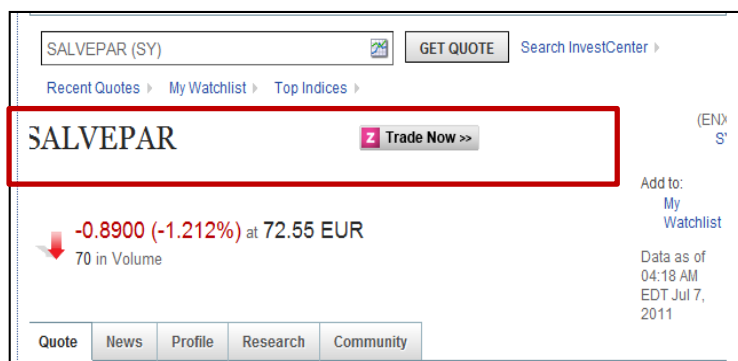 SALVEPAR (SY)
GET QUOTE
Search InvestCenter
Recent Quotes
My Watchlist
Top Indices
SALVEPAR
z Trade Now >>
(ENX
SY
Add to:
My
Watchlist
-0.8900 (-1.212%) at 72.55 EUR
70 in Volume
Data as of
04:18 AM
EDT Jul 7,
2011
Quote
News
Profile
Research
Community